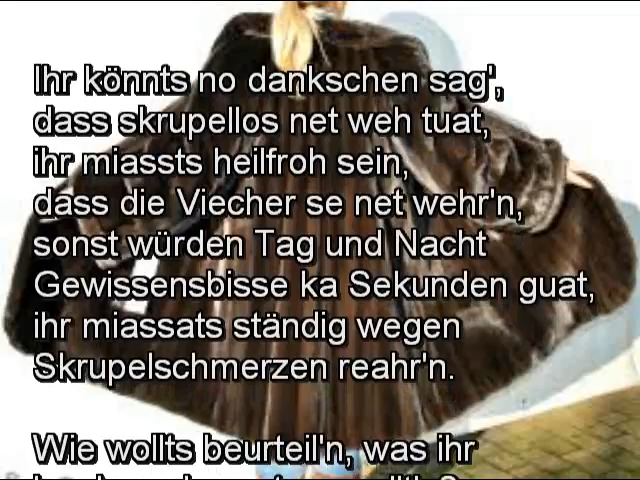 Ihr könnts no dankschen sag',
dass skrupellos net weh tuat,
ihr miassts heilfroh sein,
dass die Viecher se net wehr'n,
sonst würden Tag und Nacht
Gewissensbisse ka Sekunden guat,
ihr miassats ständig wegen
Skrupelschmerzen reahr'n.
Wie wollts beurteil'n, was ihr